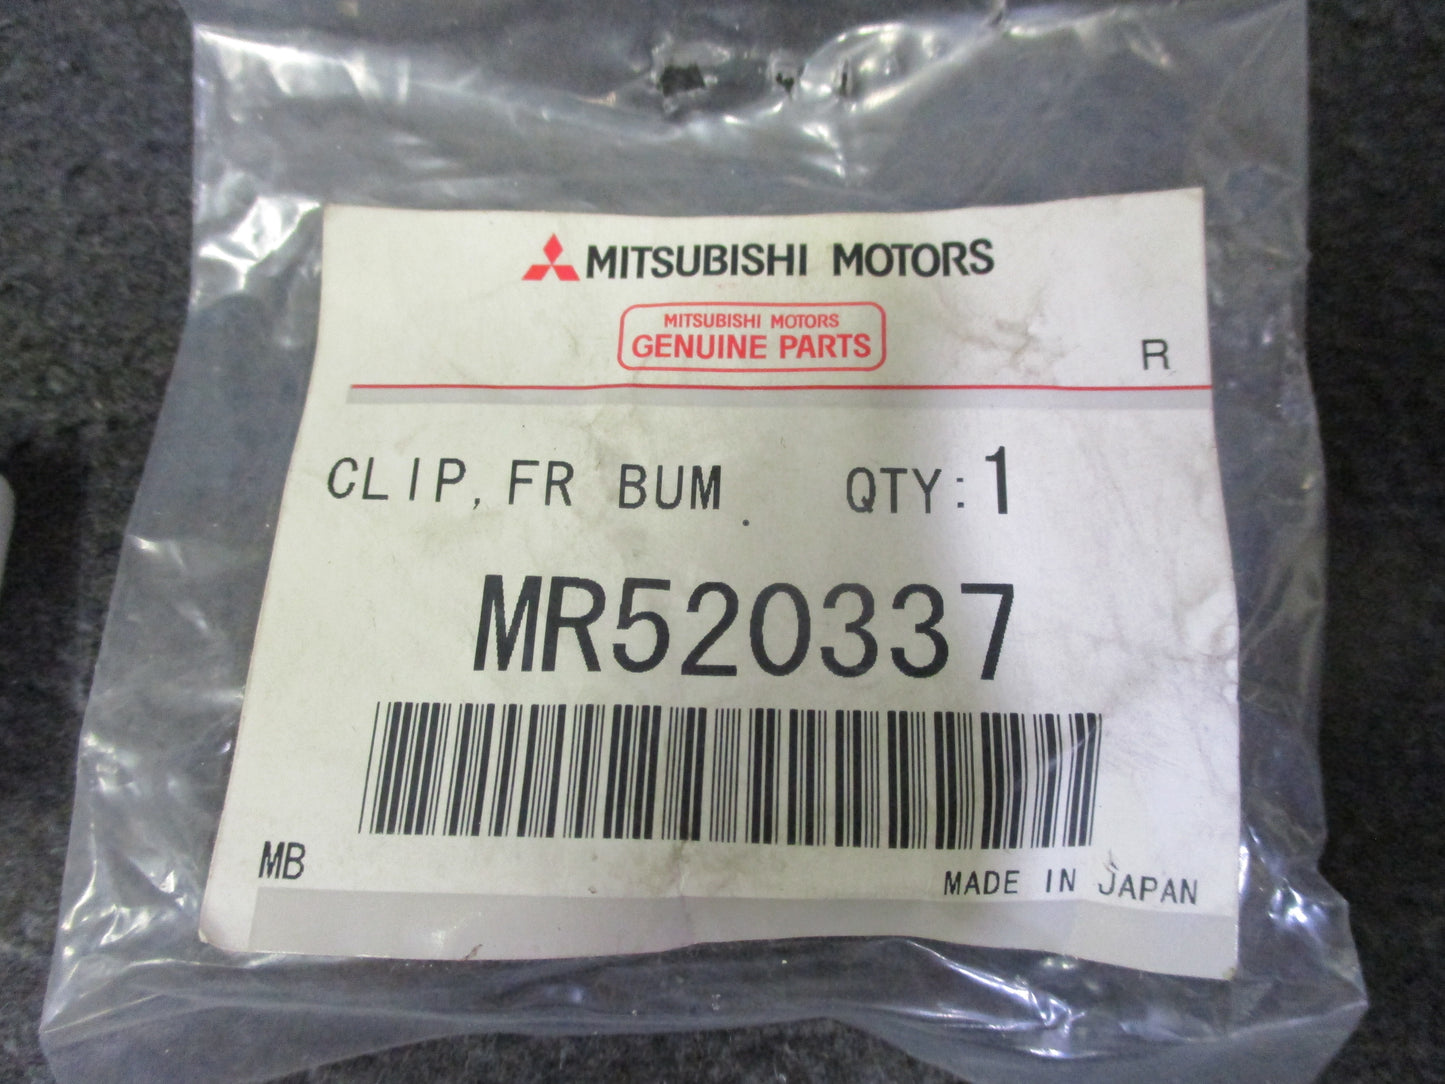 MITSUBISHI MOTORS
MITSUBISHI MOTORS
GENUINE PARTS
R
CLIP, FR BUM. QTY:1
MR520337
MB
MADE IN JAPAN